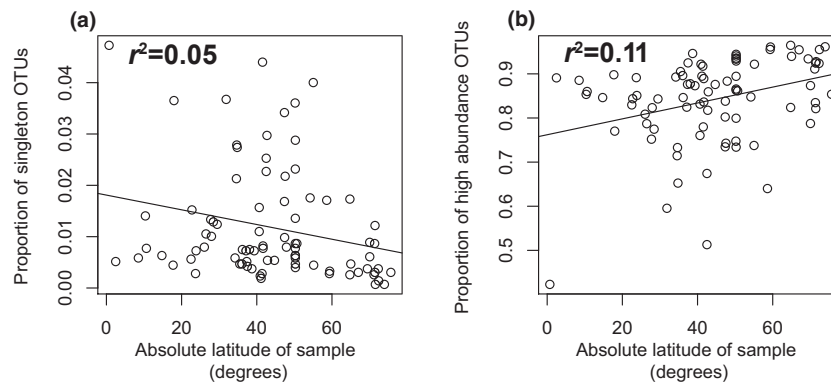 (a)
r²=0.05
Proportion of singleton OTUs
0.00 0.01 0.02 0.03 0.04
0 20 40 60
Absolute latitude of sample
(degrees)
(b)
r²=0.11
Proportion of high abundance OTUs
0.5 0.6 0.7 0.8 0.9
0 20 40 60
Absolute latitude of sample
(degrees)